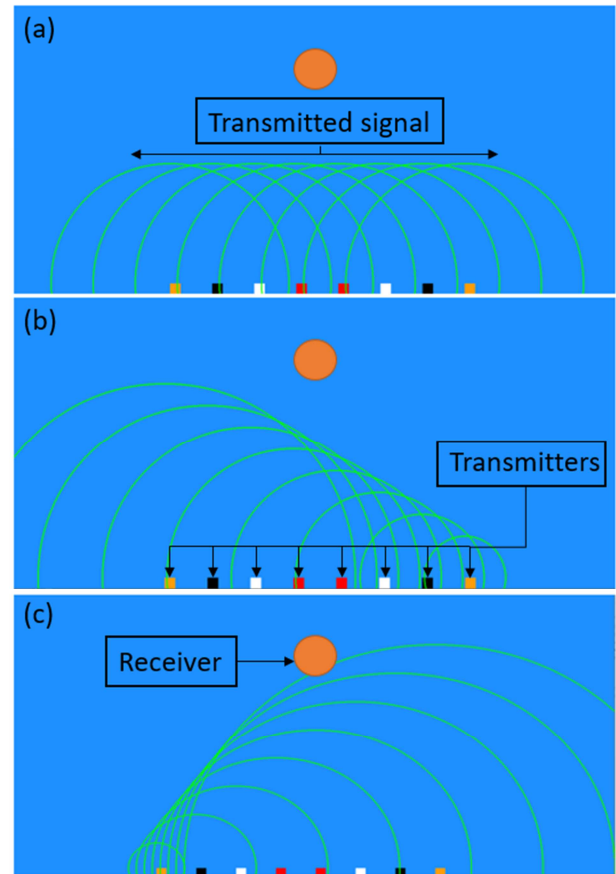 (a)
Transmitted signal
(b)
Transmitters
(c)
Receiver